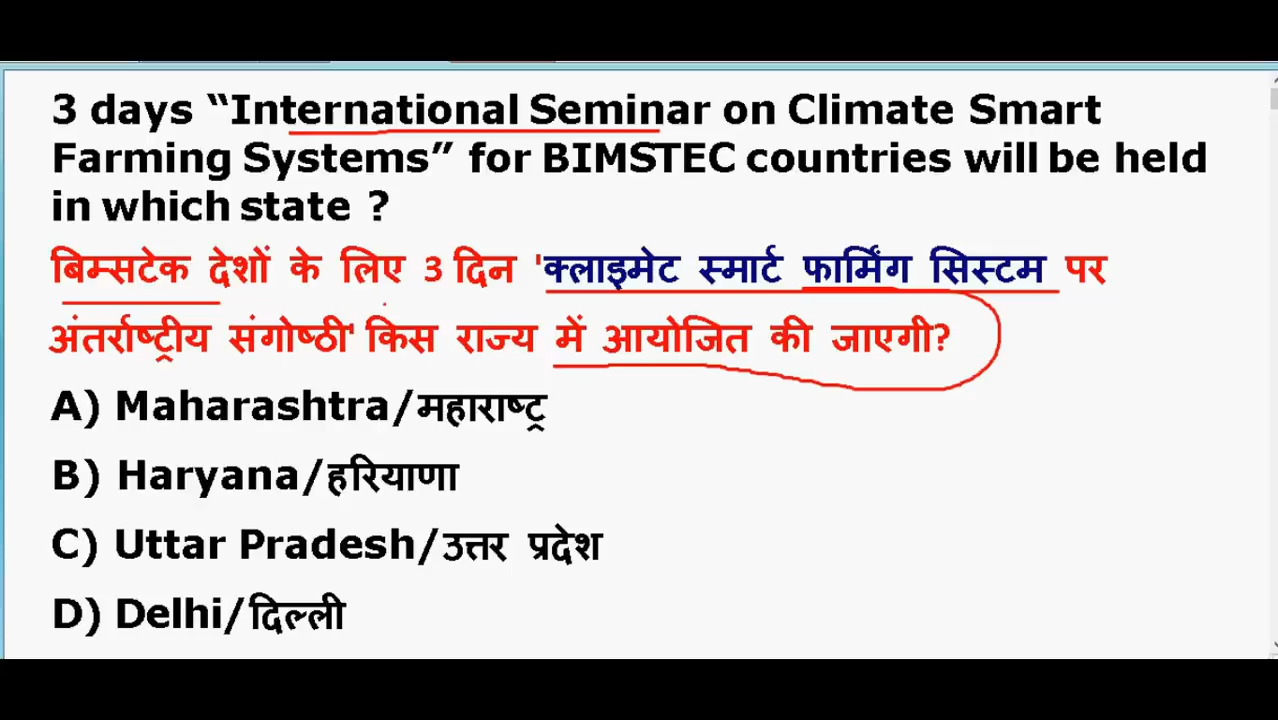 3 days “International Seminar on Climate Smart
Farming Systems” for BIMSTEC countries will be held
in which state ?
बिम्सटेक देशों के लिए 3 दिन 'क्लाइमेट स्मार्ट फार्मिंग सिस्टम पर
अंतर्राष्ट्रीय संगोष्ठी' किस राज्य में आयोजित की जाएगी?
A) Maharashtra/महाराष्ट्र
B) Haryana/हरियाणा
C) Uttar Pradesh/उत्तर प्रदेश
D) Delhi/दिल्ली